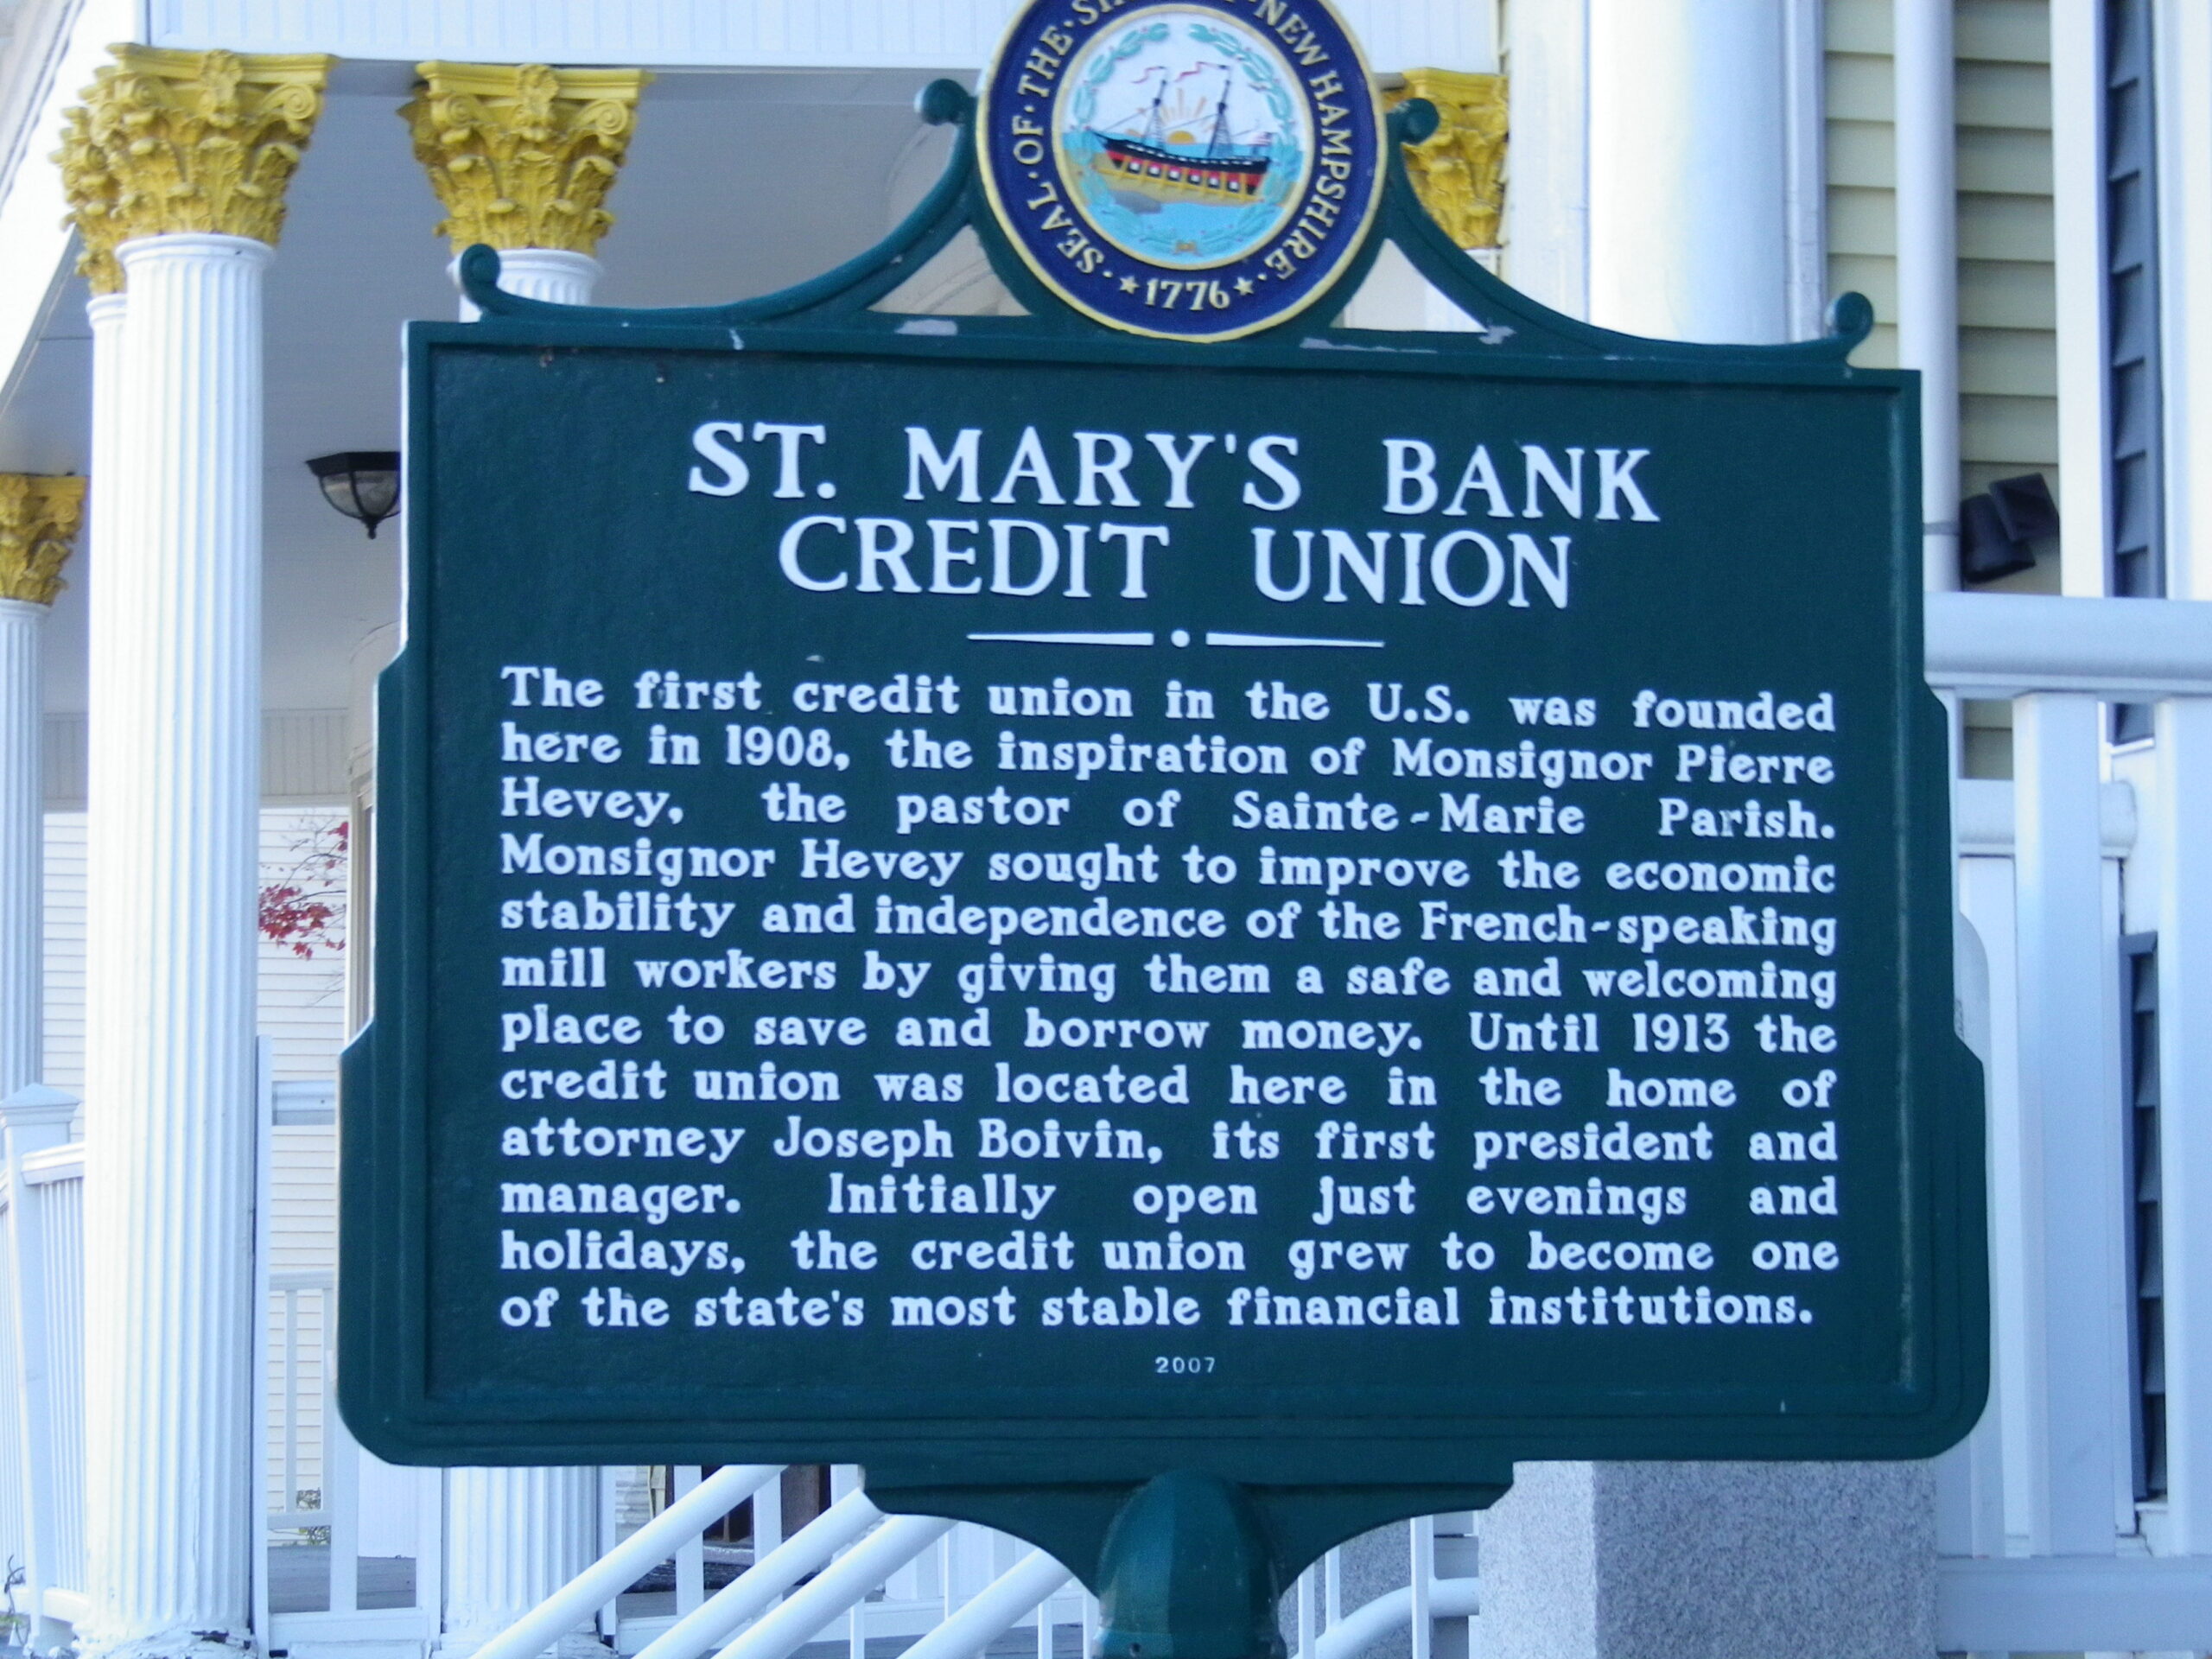 SEAL · OF · THE · NEW HAMPSHIRE ·
1776
ST. MARY'S BANK
CREDIT UNION
The first credit union in the U.S. was founded
here in 1908, the inspiration of Monsignor Pierre
Hevey, the pastor of Sainte-Marie Parish.
Monsignor Hevey sought to improve the economic
stability and independence of the French-speaking
mill workers by giving them a safe and welcoming
place to save and borrow money. Until 1913 the
credit union was located here in the home of
attorney Joseph Boivin, its first president and
manager. Initially open just evenings and
holidays, the credit union grew to become one
of the state's most stable financial institutions.
2007